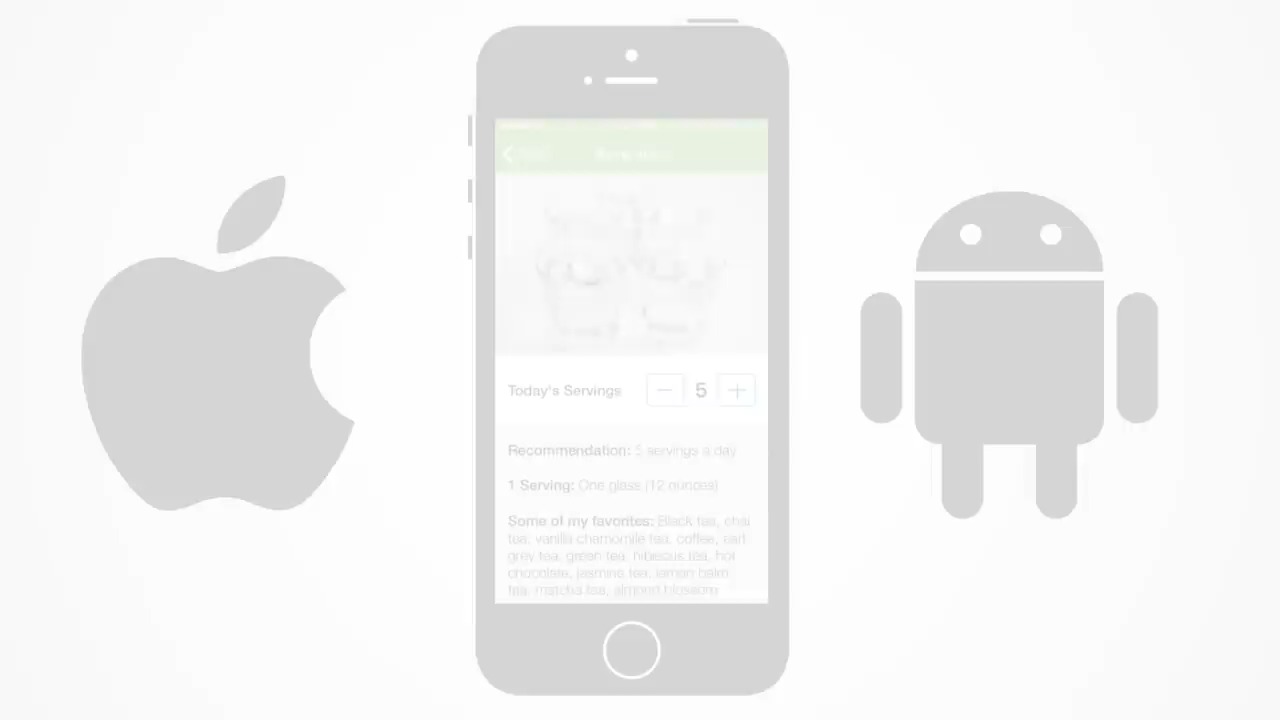 Today's Servings
5
Recommendation: 5 servings a day
1 Serving: One glass (12 ounces)
Some of my favorites: Black tea, chai
tea, vanilla chamomile tea, coffee, earl
grey tea, green tea, hibiscus tea, hot
chocolate, jasmine tea, lemon balm
tea, matcha tea, almond blossom